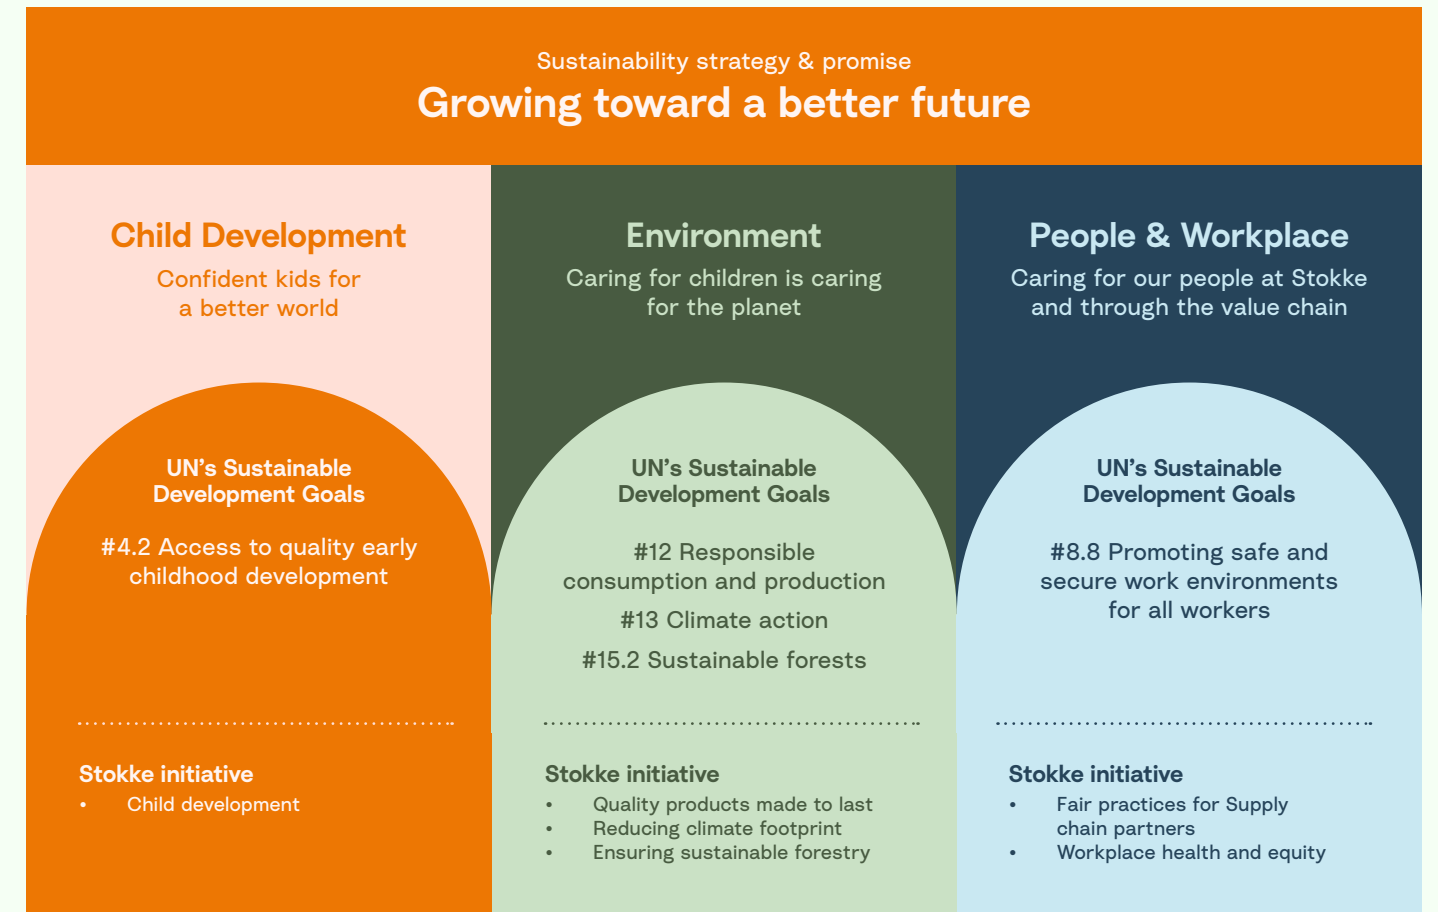 Sustainability strategy & promise
Growing toward a better future
Child Development
Confident kids for
a better world
UN’s Sustainable
Development Goals
#4.2 Access to quality early
childhood development
Stokke initiative
• Child development
Environment
Caring for children is caring
for the planet
UN’s Sustainable
Development Goals
#12 Responsible
consumption and production
#13 Climate action
#15.2 Sustainable forests
Stokke initiative
• Quality products made to last
• Reducing climate footprint
• Ensuring sustainable forestry
People & Workplace
Caring for our people at Stokke
and through the value chain
UN’s Sustainable
Development Goals
#8.8 Promoting safe and
secure work environments
for all workers
Stokke initiative
• Fair practices for Supply
chain partners
• Workplace health and equity